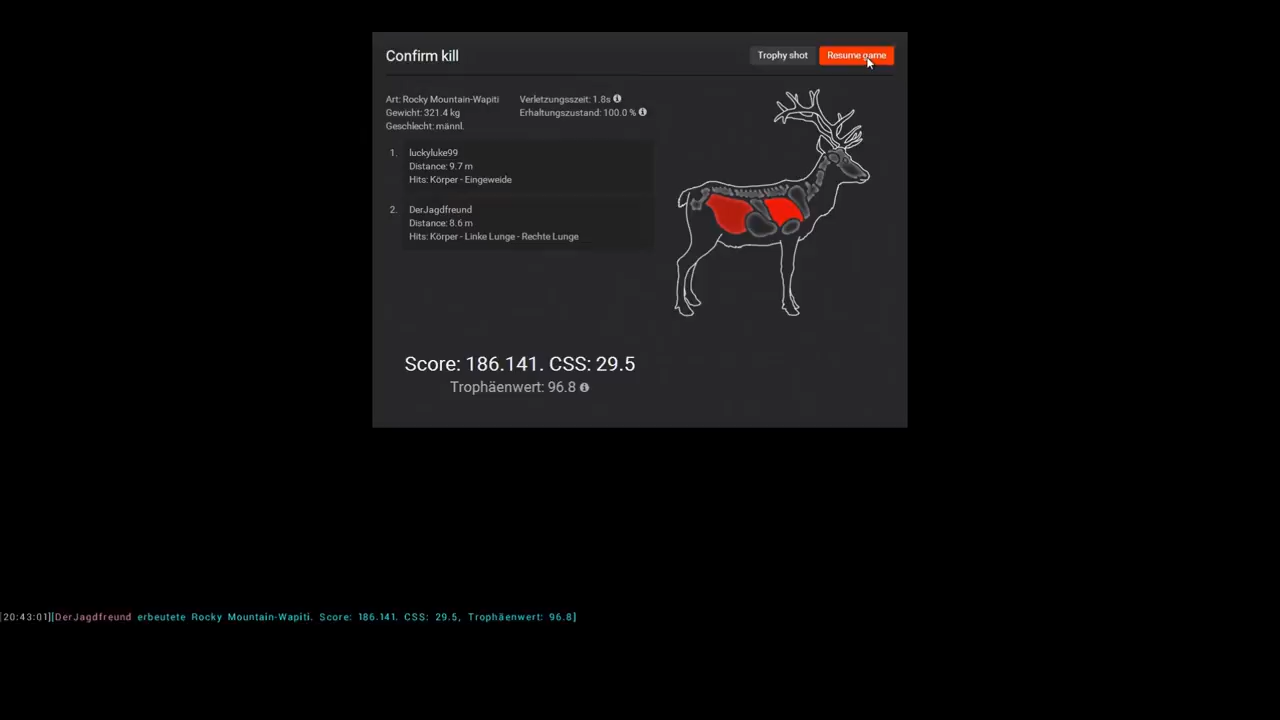 Confirm kill
Trophy shot
Resume game
Art: Rocky Mountain-Wapiti
Gewicht: 321.4 kg
Geschlecht: männl.
Verletzungsszeit: 1.8s
Erhaltungszustand: 100.0 %
1. luckyluke99
Distance: 9.7 m
Hits: Körper - Eingeweide
2. DerJagdfreund
Distance: 8.6 m
Hits: Körper - Linke Lunge - Rechte Lunge
Score: 186.141. CSS: 29.5
Trophäenwert: 96.8
[20:43:01][DerJagdfreund erbeutete Rocky Mountain-Wapiti. Score: 186.141. CSS: 29.5, Trophäenwert: 96.8]